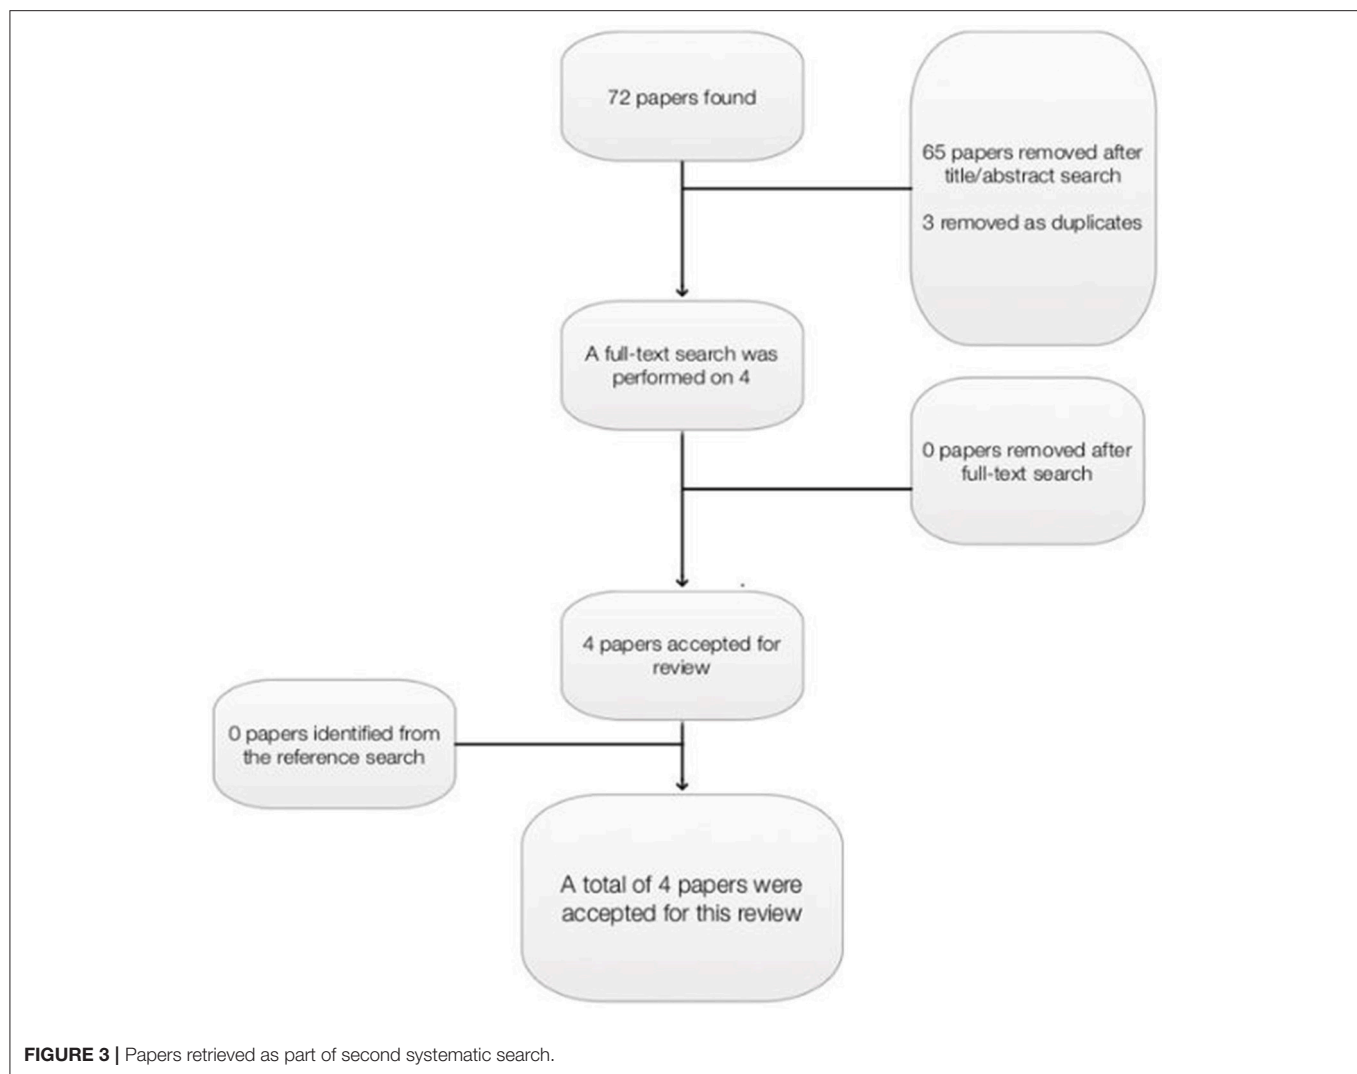 72 papers found
65 papers removed after
title/abstract search
3 removed as duplicates
A full-text search was
performed on 4
0 papers removed after
full-text search
4 papers accepted for
review
0 papers identified from
the reference search
A total of 4 papers were
accepted for this review
FIGURE 3 | Papers retrieved as part of second systematic search.